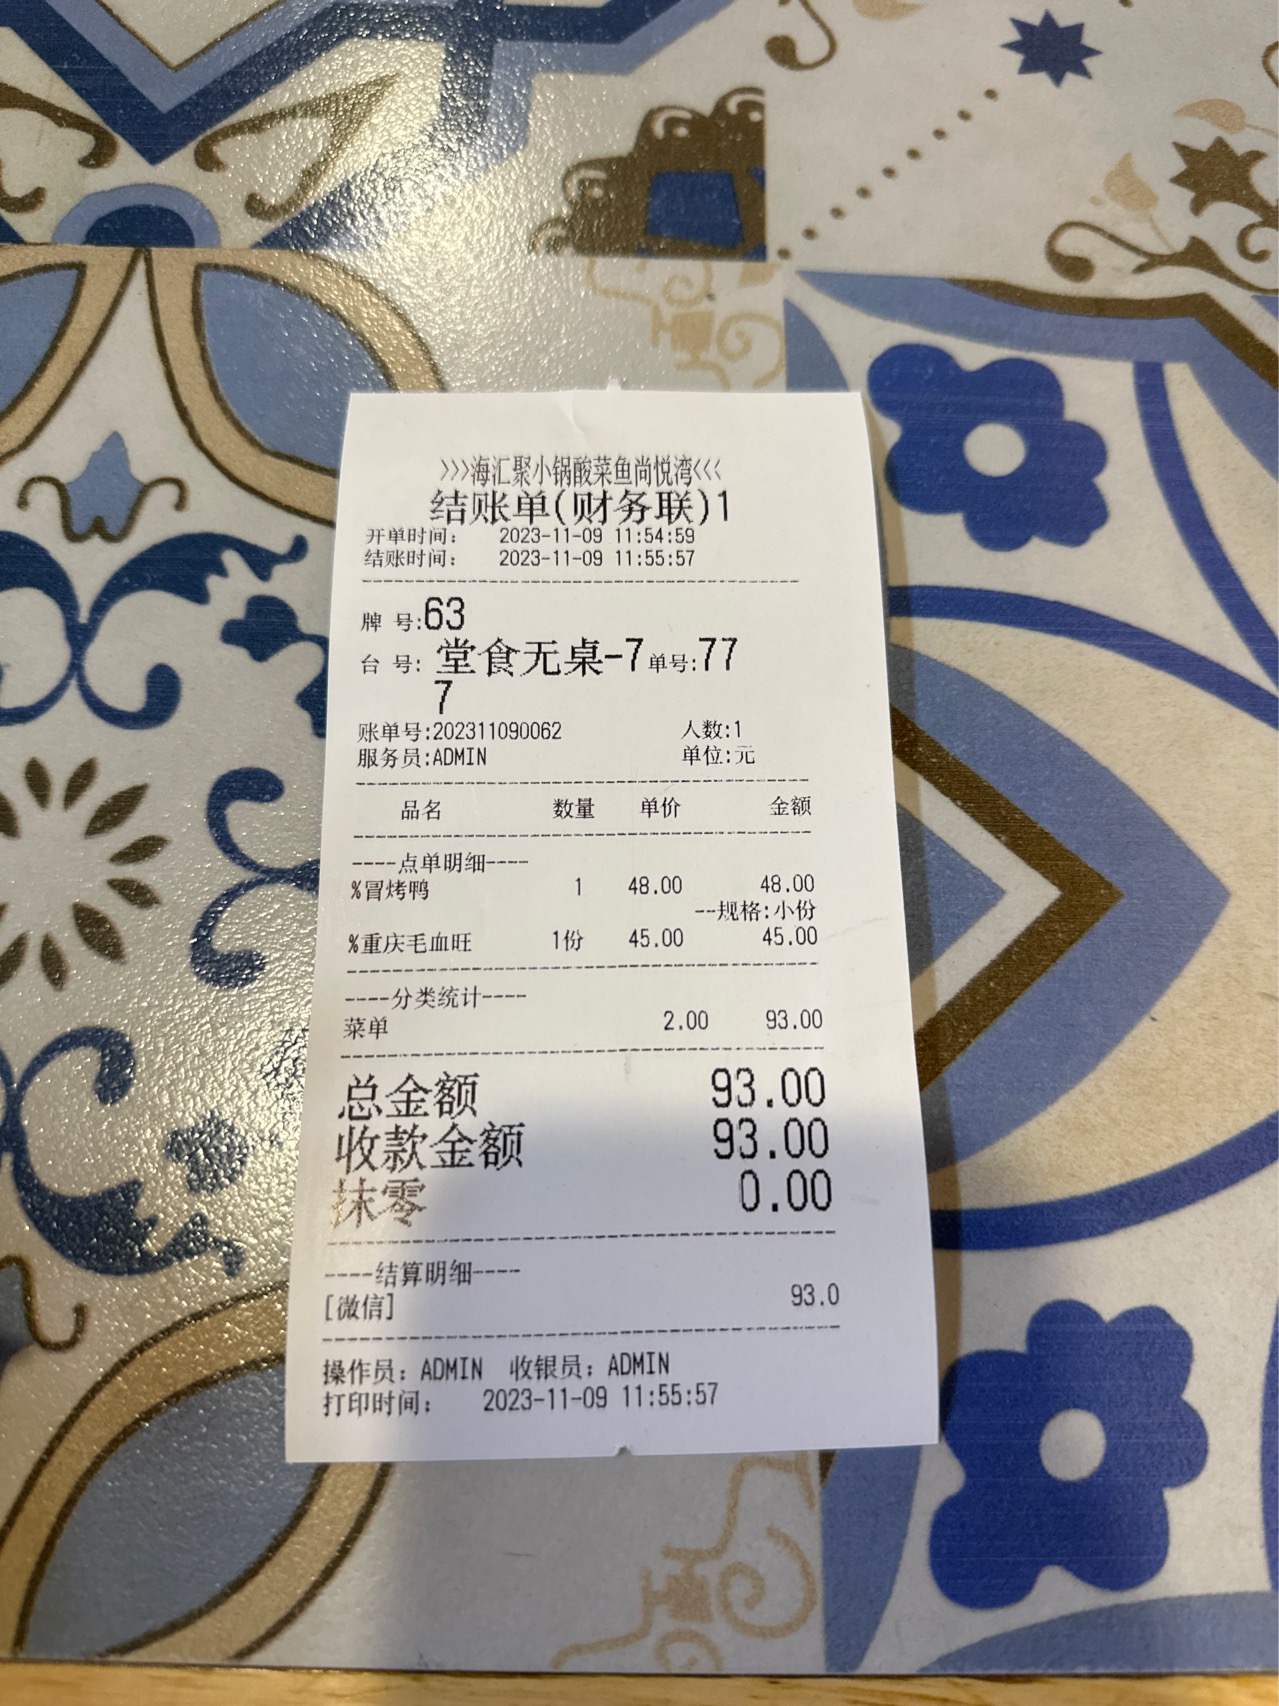 >>>海汇聚小锅酸菜鱼尚悦湾<<<
结账单(财务联)1
开单时间： 2023-11-09 11:54:59
结账时间： 2023-11-09 11:55:57
牌 号:63
台 号: 堂食无桌-7 单号:77
7
账单号:202311090062 人数:1
服务员:ADMIN 单位:元
品名 数量 单价 金额
----点单明细----
%冒烤鸭 1 48.00 48.00
--规格:小份
%重庆毛血旺 1份 45.00 45.00
----分类统计----
菜单 2.00 93.00
总金额 93.00
收款金额 93.00
抹零 0.00
----结算明细----
[微信] 93.0
操作员：ADMIN 收银员：ADMIN
打印时间： 2023-11-09 11:55:57